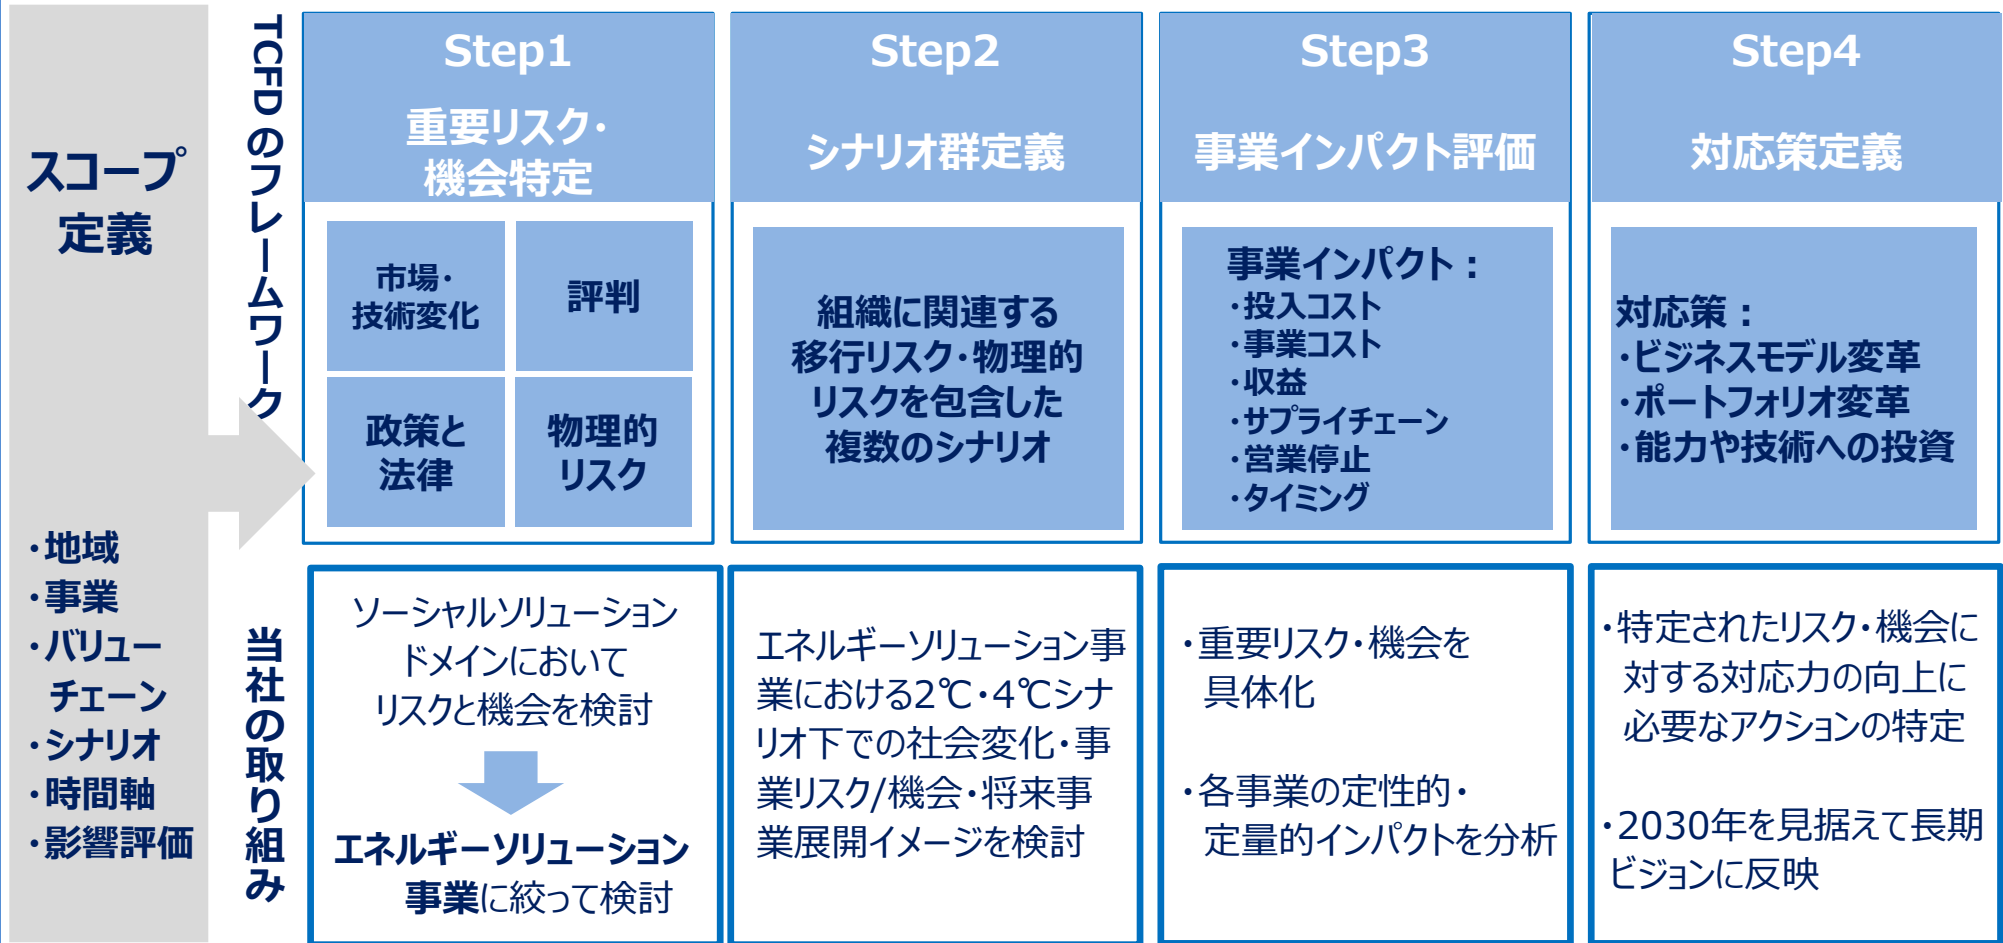 スコープ
定義
・地域
・事業
・バリュー
チェーン
・シナリオ
・時間軸
・影響評価
TCFDのフレームワーク
Step1
重要リスク・
機会特定
市場・
技術変化
評判
政策と
法律
物理的
リスク
Step2
シナリオ群定義
組織に関連する
移行リスク・物理的
リスクを包含した
複数のシナリオ
Step3
事業インパクト評価
事業インパクト：
・投入コスト
・事業コスト
・収益
・サプライチェーン
・営業停止
・タイミング
Step4
対応策定義
対応策：
・ビジネスモデル変革
・ポートフォリオ変革
・能力や技術への投資
当社の取り組み
ソーシャルソリューション
ドメインにおいて
リスクと機会を検討
エネルギーソリューション
事業に絞って検討
エネルギーソリューション事
業における2℃・4℃シナ
リオ下での社会変化・事
業リスク/機会・将来事
業展開イメージを検討
・重要リスク・機会を
具体化
・各事業の定性的・
定量的インパクトを分析
・特定されたリスク・機会に
対する対応力の向上に
必要なアクションの特定
・2030年を見据えて長期
ビジョンに反映